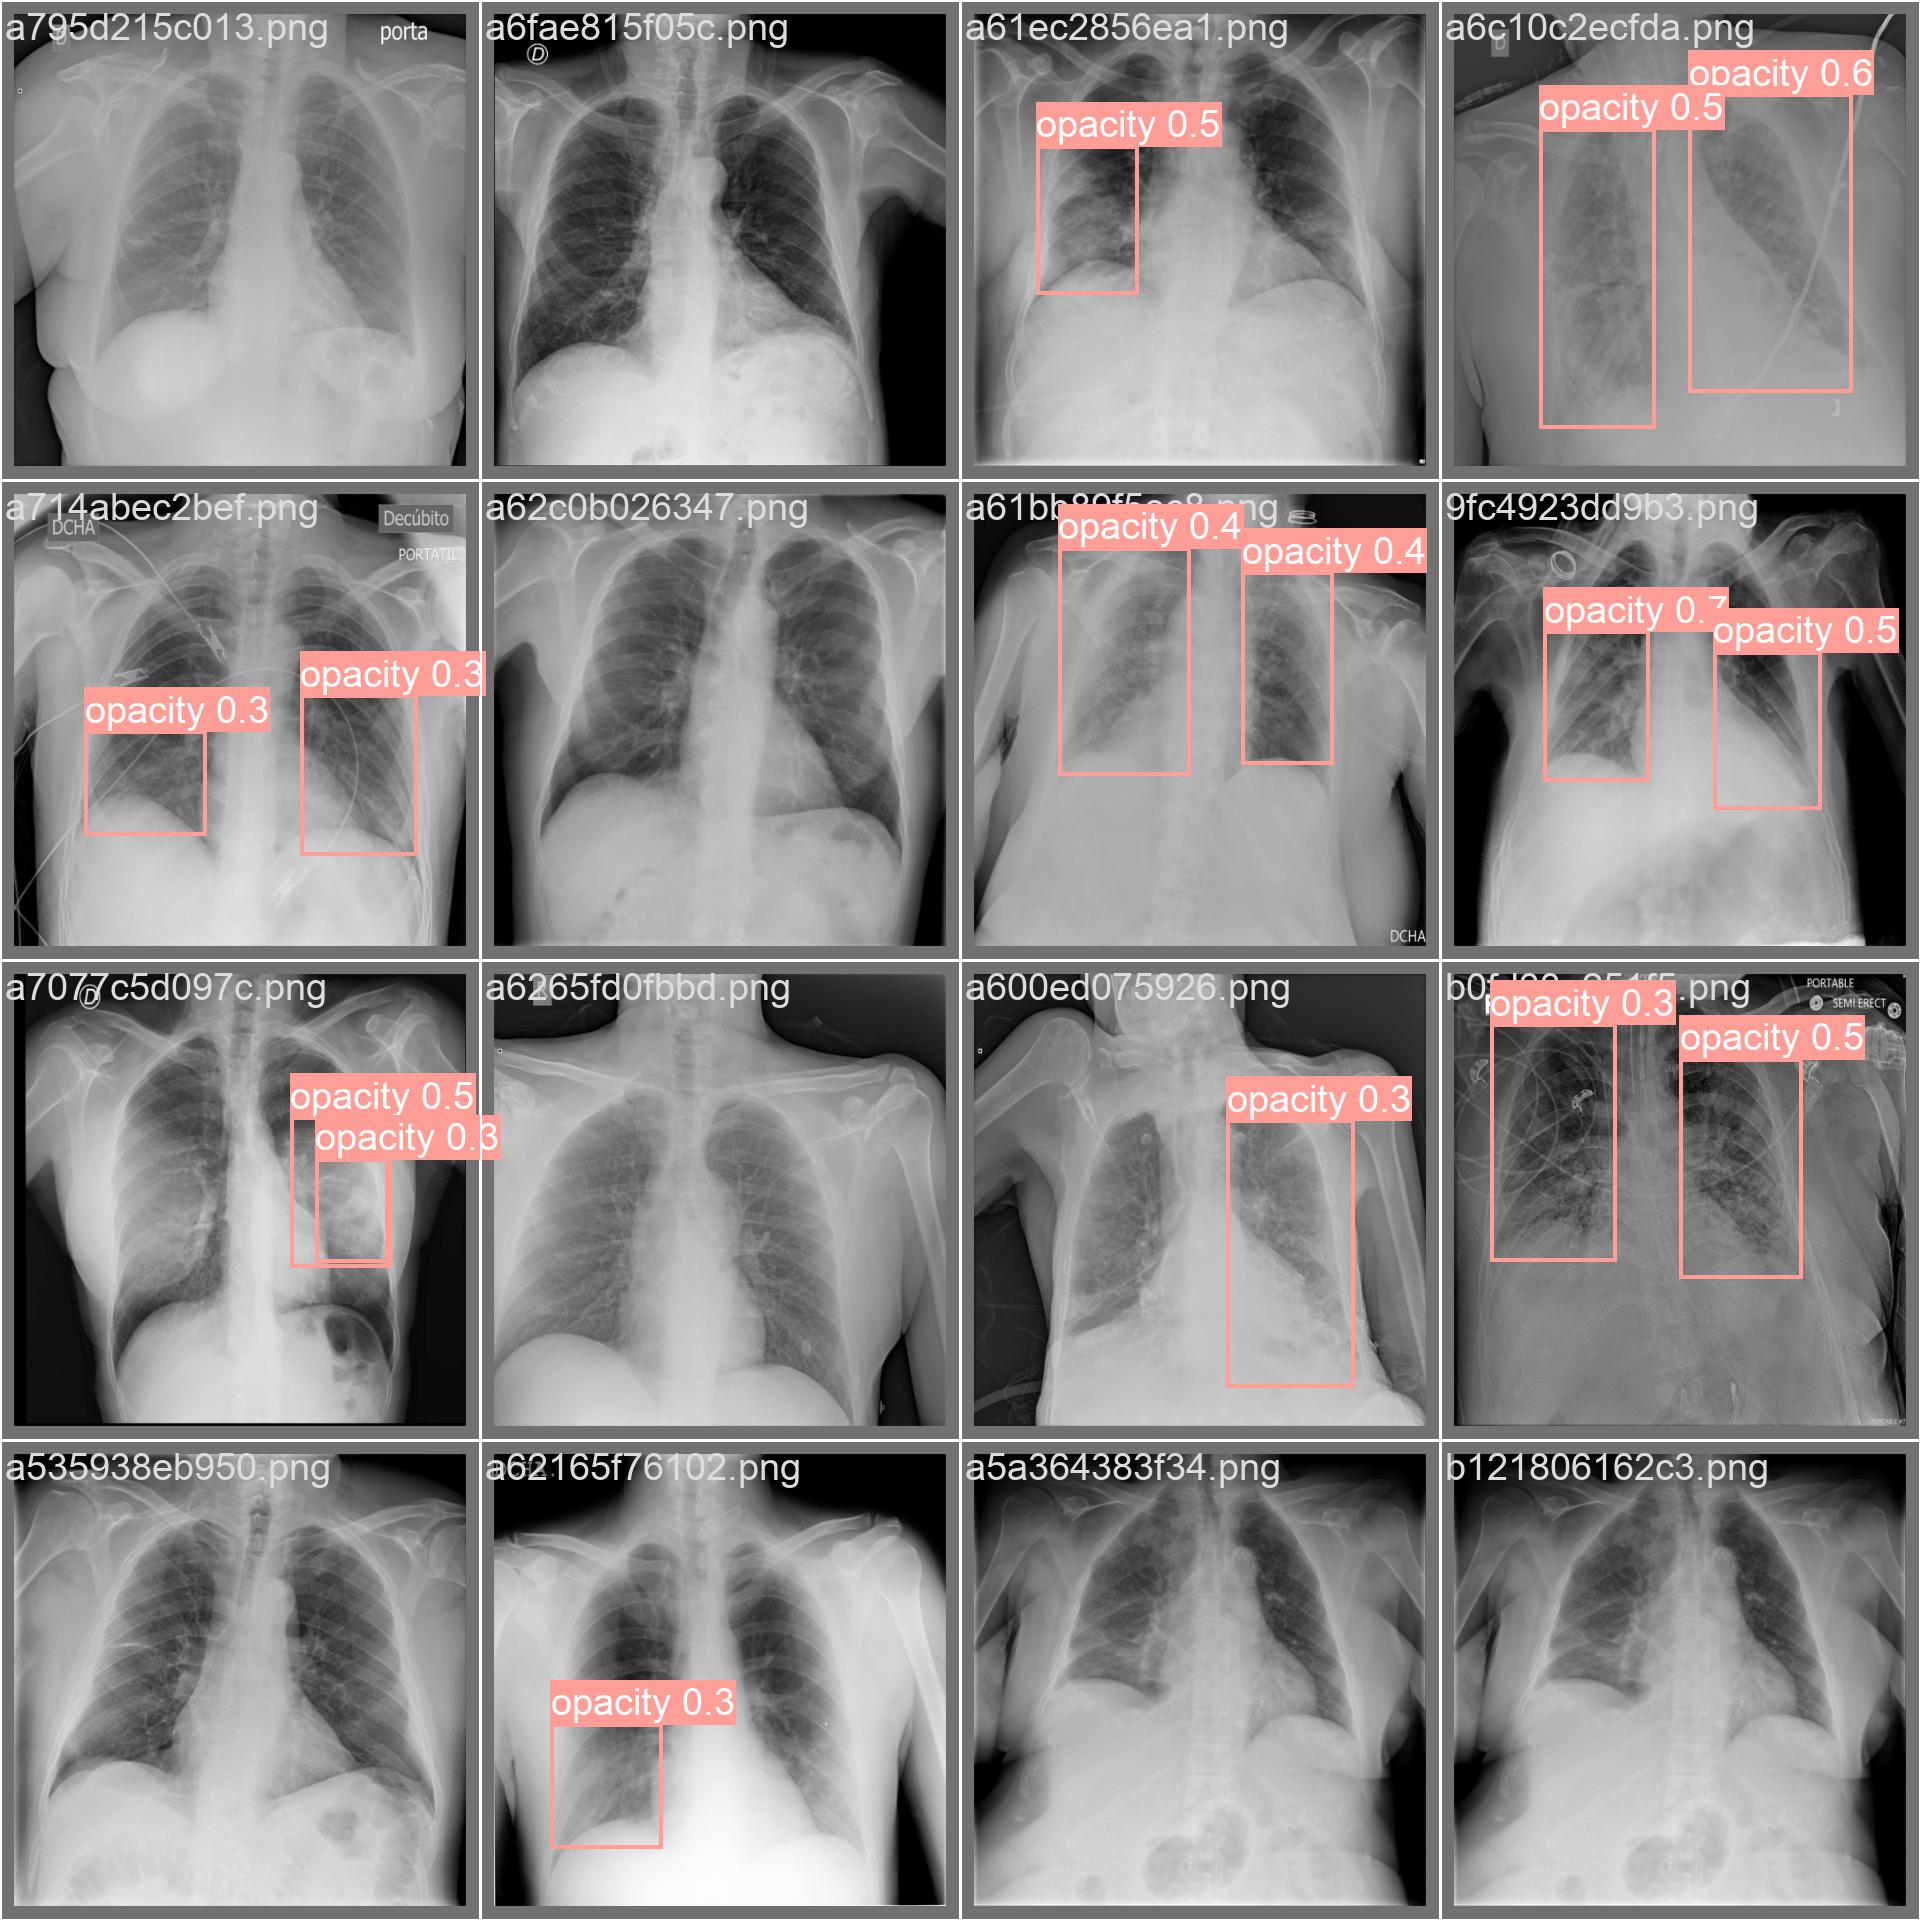 a795d215c013.png
D
porta
a6fae815f05c.png
D
a61ec2856ea1.png
opacity 0.5
a6c10c2ecfda.png
D
opacity 0.6
opacity 0.5
a714abec2bef.png
DCHA
Decúbito
PORTATIL
opacity 0.3
opacity 0.3
a62c0b026347.png
opacity 0.4
opacity 0.4
DCHA
9fc4923dd9b3.png
opacity 0.7
opacity 0.5
a7077c5d097c.png
D
opacity 0.5
opacity 0.3
a6265fd0fbbd.png
a600ed075926.png
opacity 0.3
PORTABLE
SEMI ERECT
opacity 0.3
opacity 0.5
a535938eb950.png
a62165f76102.png
opacity 0.3
a5a364383f34.png
b121806162c3.png